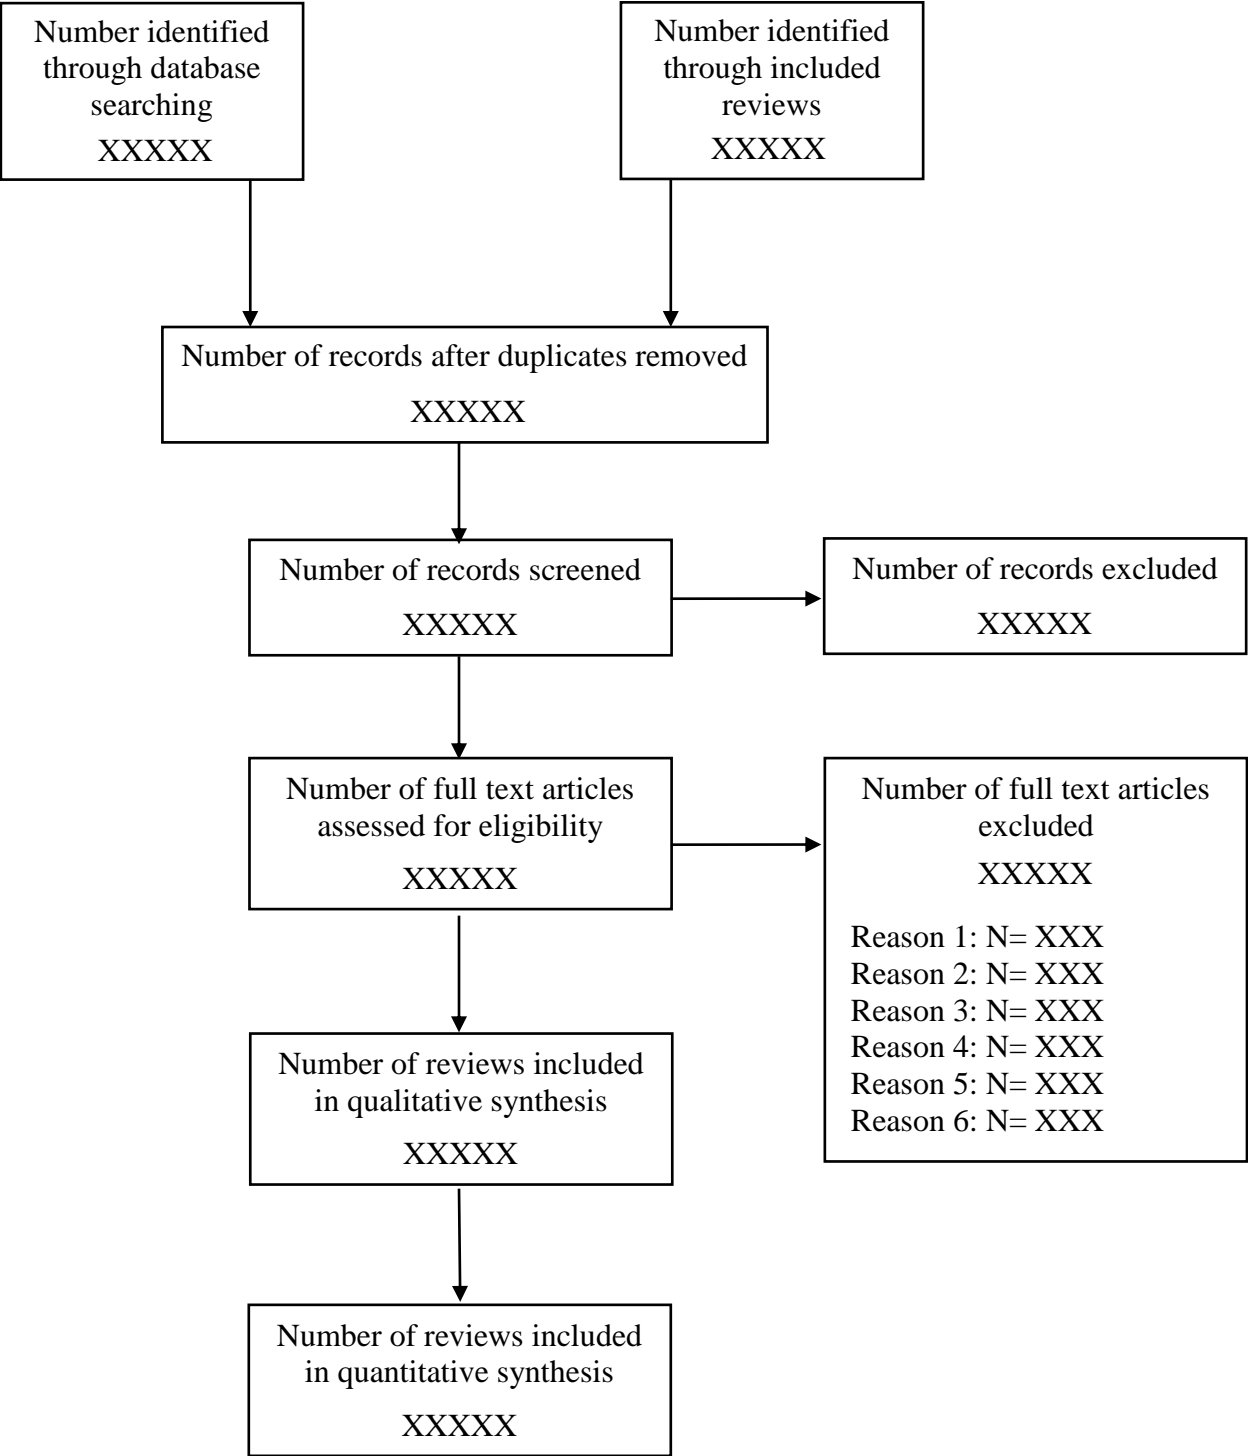 Number identified
through database
searching
XXXXX
Number identified
through included
reviews
XXXXX
Number of records after duplicates removed
XXXXX
Number of records screened
XXXXX
Number of records excluded
XXXXX
Number of full text articles
assessed for eligibility
XXXXX
Number of full text articles
excluded
XXXXX
Reason 1: N= XXX
Reason 2: N= XXX
Reason 3: N= XXX
Reason 4: N= XXX
Reason 5: N= XXX
Reason 6: N= XXX
Number of reviews included
in qualitative synthesis
XXXXX
Number of reviews included
in quantitative synthesis
XXXXX